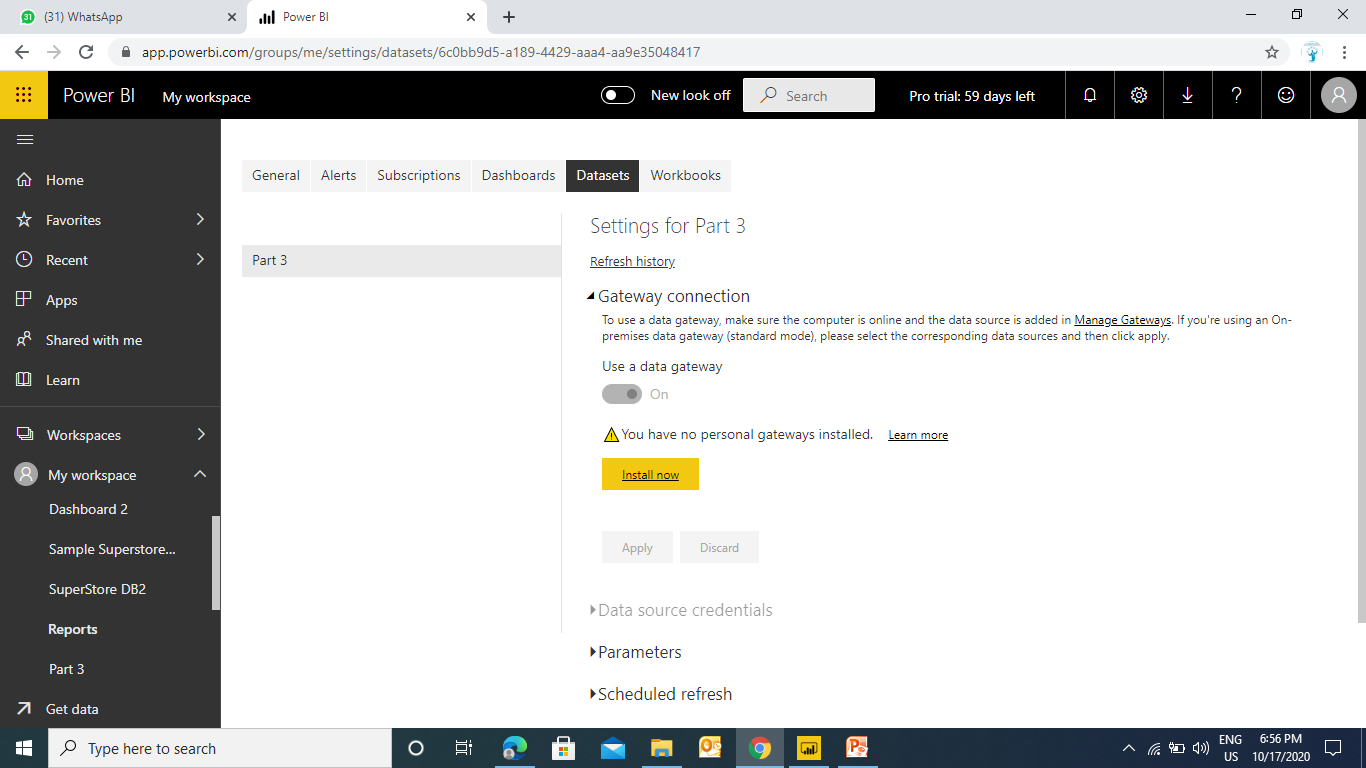 (31) WhatsApp
Power BI
app.powerbi.com/groups/me/settings/datasets/6c0bb9d5-a189-4429-aaa4-aa9e35048417
Power BI
My workspace
New look off
Search
Pro trial: 59 days left
Home
Favorites
Recent
Apps
Shared with me
Learn
Workspaces
My workspace
Dashboard 2
Sample Superstore...
SuperStore DB2
Reports
Part 3
Get data
General
Alerts
Subscriptions
Dashboards
Datasets
Workbooks
Part 3
Settings for Part 3
Refresh history
Gateway connection
To use a data gateway, make sure the computer is online and the data source is added in Manage Gateways. If you're using an On-
premises data gateway (standard mode), please select the corresponding data sources and then click apply.
Use a data gateway
On
You have no personal gateways installed. Learn more
Install now
Apply
Discard
Data source credentials
Parameters
Scheduled refresh
Type here to search
ENG
US
6:56 PM
10/17/2020